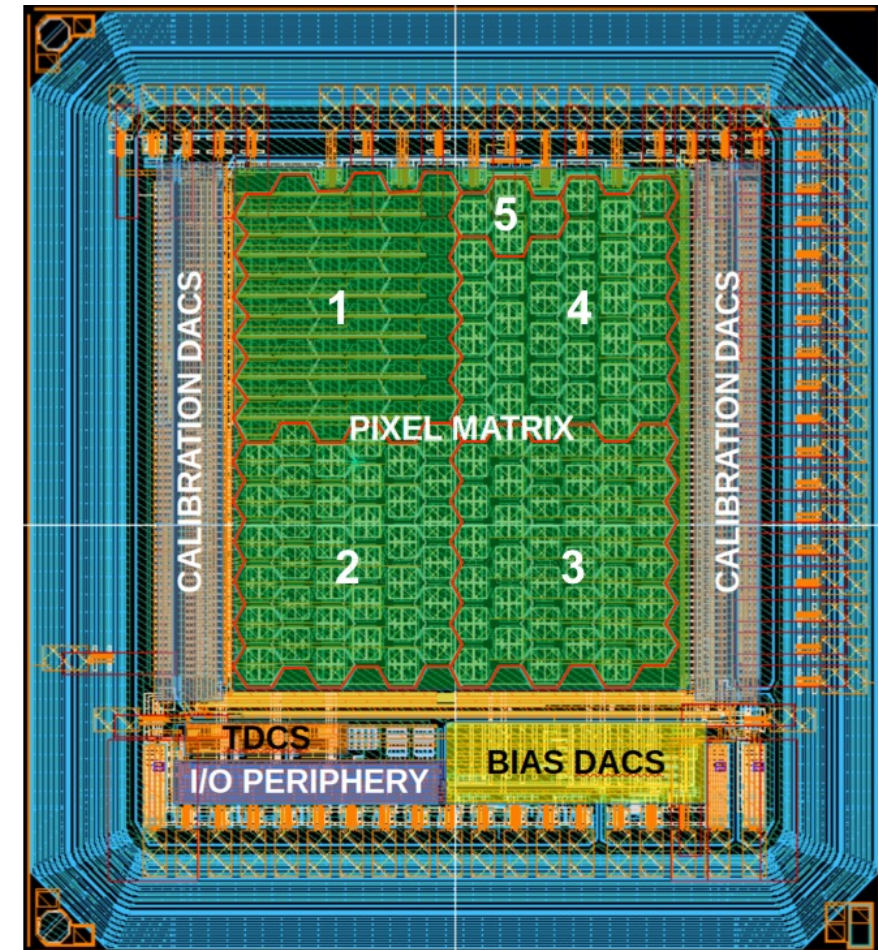 5
1
4
CALIBRATION DACS
CALIBRATION DACS
PIXEL MATRIX
2
3
TDCS
BIAS DACS
I/O PERIPHERY